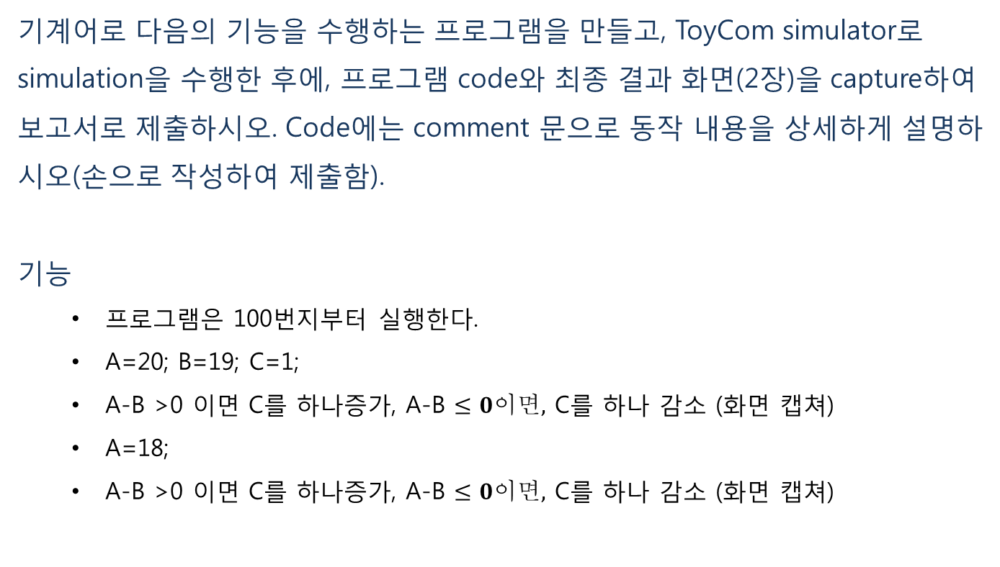 기계어로 다음의 기능을 수행하는 프로그램을 만들고, ToyCom simulator로
simulation을 수행한 후에, 프로그램 code와 최종 결과 화면(2장)을 capture하여
보고서로 제출하시오. Code에는 comment 문으로 동작 내용을 상세하게 설명하
시오(손으로 작성하여 제출함).
기능
• 프로그램은 100번지부터 실행한다.
• A=20; B=19; C=1;
• A-B >0 이면 C를 하나증가, A-B ≤ 0이면, C를 하나 감소 (화면 캡쳐)
• A=18;
• A-B >0 이면 C를 하나증가, A-B ≤ 0이면, C를 하나 감소 (화면 캡쳐)